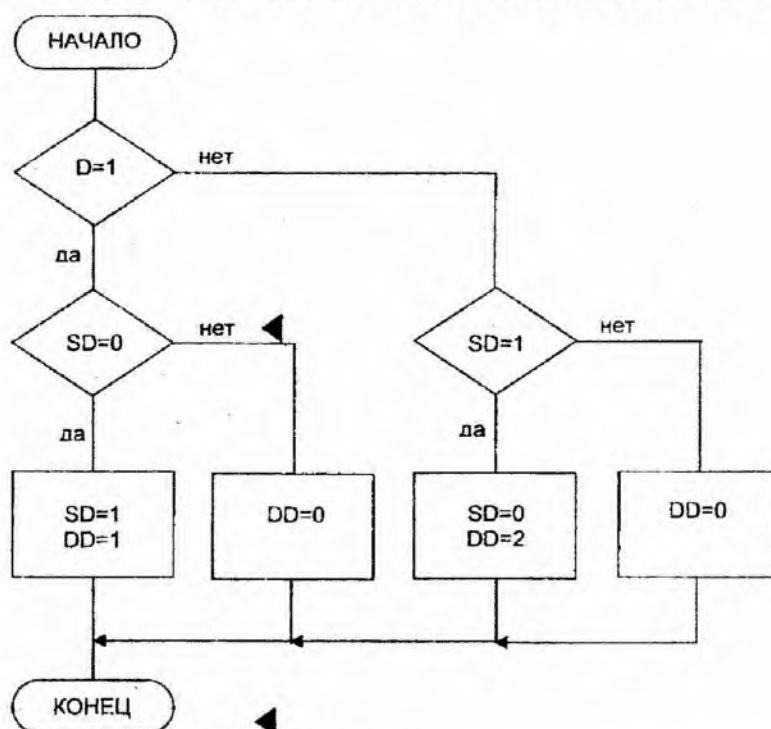 НАЧАЛО
D=1
нет
да
SD=0
нет
SD=1
нет
да
да
SD=1
DD=1
DD=0
SD=0
DD=2
DD=0
КОНЕЦ